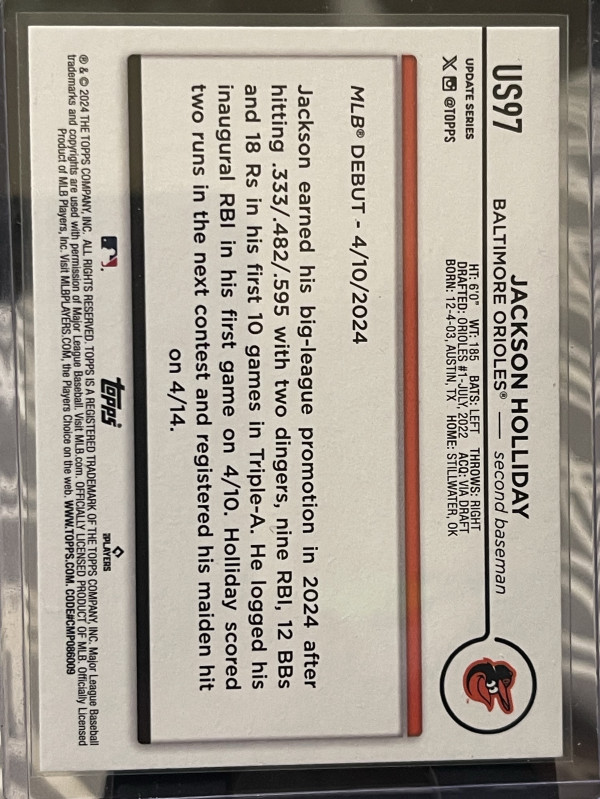 US97
UPDATE SERIES
X @TOPPS
JACKSON HOLLIDAY
BALTIMORE ORIOLES® — second baseman
HT: 6'0" WT: 185 BATS: LEFT THROWS: RIGHT
DRAFTED: ORIOLES #1-JULY, 2022 ACQ: VIA DRAFT
BORN: 12-4-03, AUSTIN, TX HOME: STILLWATER, OK
MLB® DEBUT - 4/10/2024
Jackson earned his big-league promotion in 2024 after
hitting .333/.482/.595 with two dingers, nine RBI, 12 BBs
and 18 Rs in his first 10 games in Triple-A. He logged his
inaugural RBI in his first game on 4/10. Holliday scored
two runs in the next contest and registered his maiden hit
on 4/14.
topps
PLAYERS
® & © 2024 THE TOPPS COMPANY, INC. ALL RIGHTS RESERVED. TOPPS IS A REGISTERED TRADEMARK OF THE TOPPS COMPANY, INC. Major League Baseball
trademarks and copyrights are used with permission of Major League Baseball. Visit MLB.com. OFFICIALLY LICENSED PRODUCT OF MLB. Officially Licensed
Product of MLB Players, Inc. Visit MLBPLAYERS.COM, the Players Choice on the web. WWW.TOPPS.COM. CODE#CMP086009